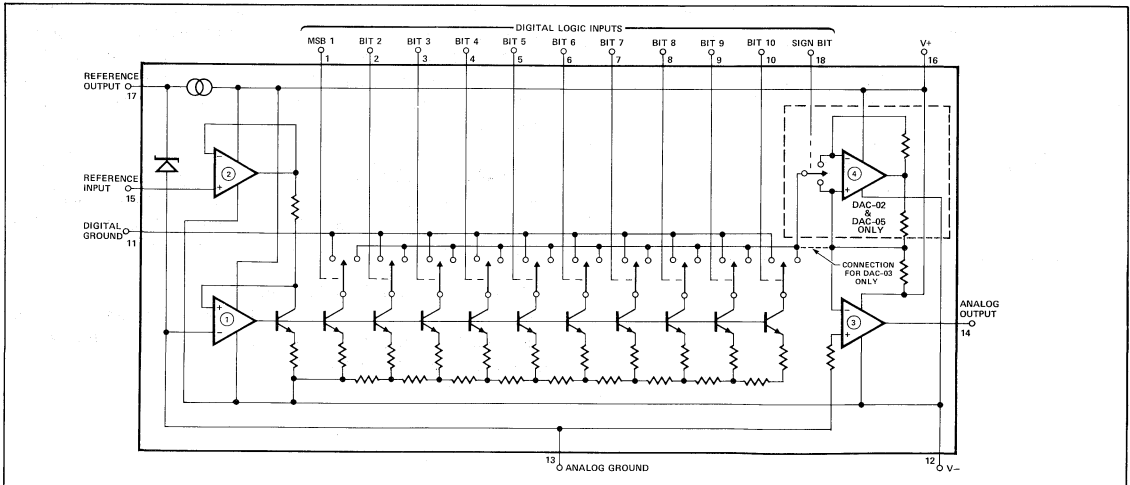 DIGITAL LOGIC INPUTS
MSB 1
BIT 2
BIT 3
BIT 4
BIT 5
BIT 6
BIT 7
BIT 8
BIT 9
BIT 10
SIGN BIT
V+
1
2
3
4
5
6
7
8
9
10
18
16
REFERENCE
OUTPUT
17
REFERENCE
INPUT
15
DIGITAL
GROUND
11
−
+
2
−
+
4
DAC-02
&
DAC-05
ONLY
CONNECTION
FOR DAC-03
ONLY
+
−
1
−
+
3
ANALOG
OUTPUT
14
13
ANALOG GROUND
12
V−